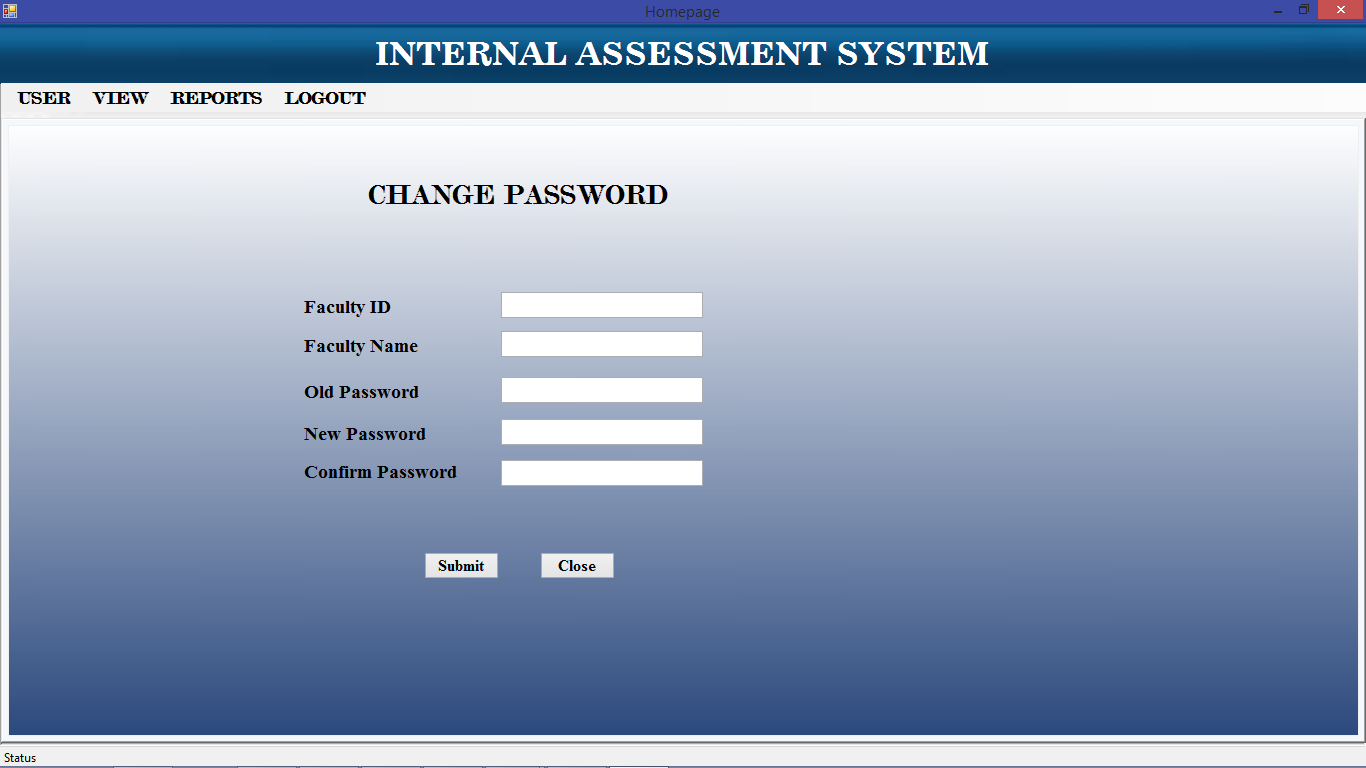 Homepage
INTERNAL ASSESSMENT SYSTEM
USER VIEW REPORTS LOGOUT
CHANGE PASSWORD
Faculty ID
Faculty Name
Old Password
New Password
Confirm Password
Submit Close
Status